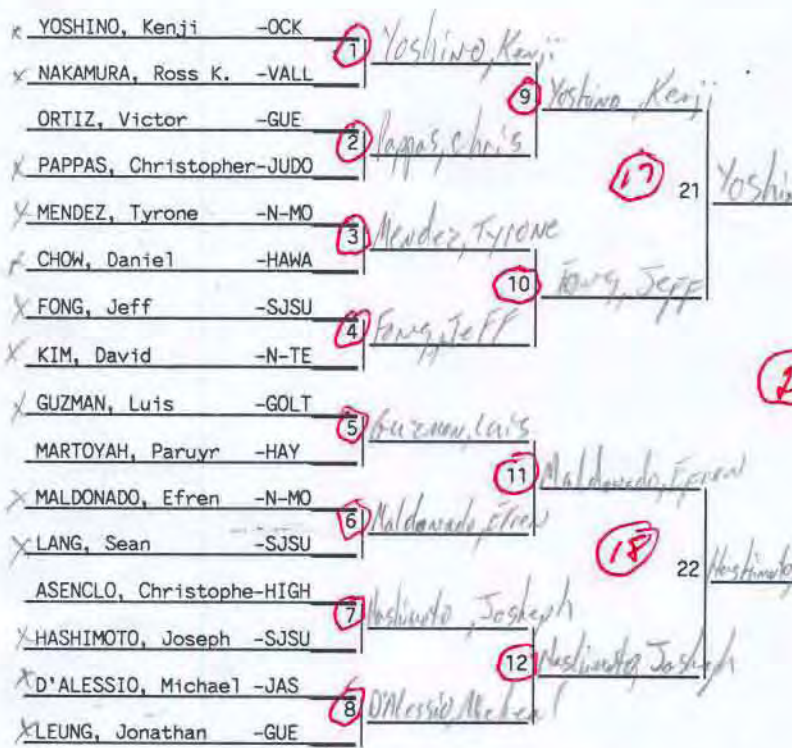 x YOSHINO, Kenji -OCK
1 Yoshino, Kenji
x NAKAMURA, Ross K. -VALL
9 Yoshino, Kenji
ORTIZ, Victor -GUE
2 Pappas, Chris
x PAPPAS, Christopher-JUDO
17 21 Yoshin
x MENDEZ, Tyrone -N-MO
3 Mendez, Tyrone
x CHOW, Daniel -HAWA
10 Fong, Jeff
x FONG, Jeff -SJSU
4 Fong, Jeff
x KIM, David -N-TE
x GUZMAN, Luis -GOLT
5 Guzman, Luis
MARTOYAH, Paruyr -HAY
11 Maldonado, Efren
x MALDONADO, Efren -N-MO
6 Maldonado, Efren
x LANG, Sean -SJSU
18 22 Hashimoto
ASENCLO, Christophe-HIGH
7 Hashimoto, Josheph
x HASHIMOTO, Joseph -SJSU
12 Hashimoto, Josheph
x D'ALESSIO, Michael -JAS
8 D'Alessio,
x LEUNG, Jonathan -GUE